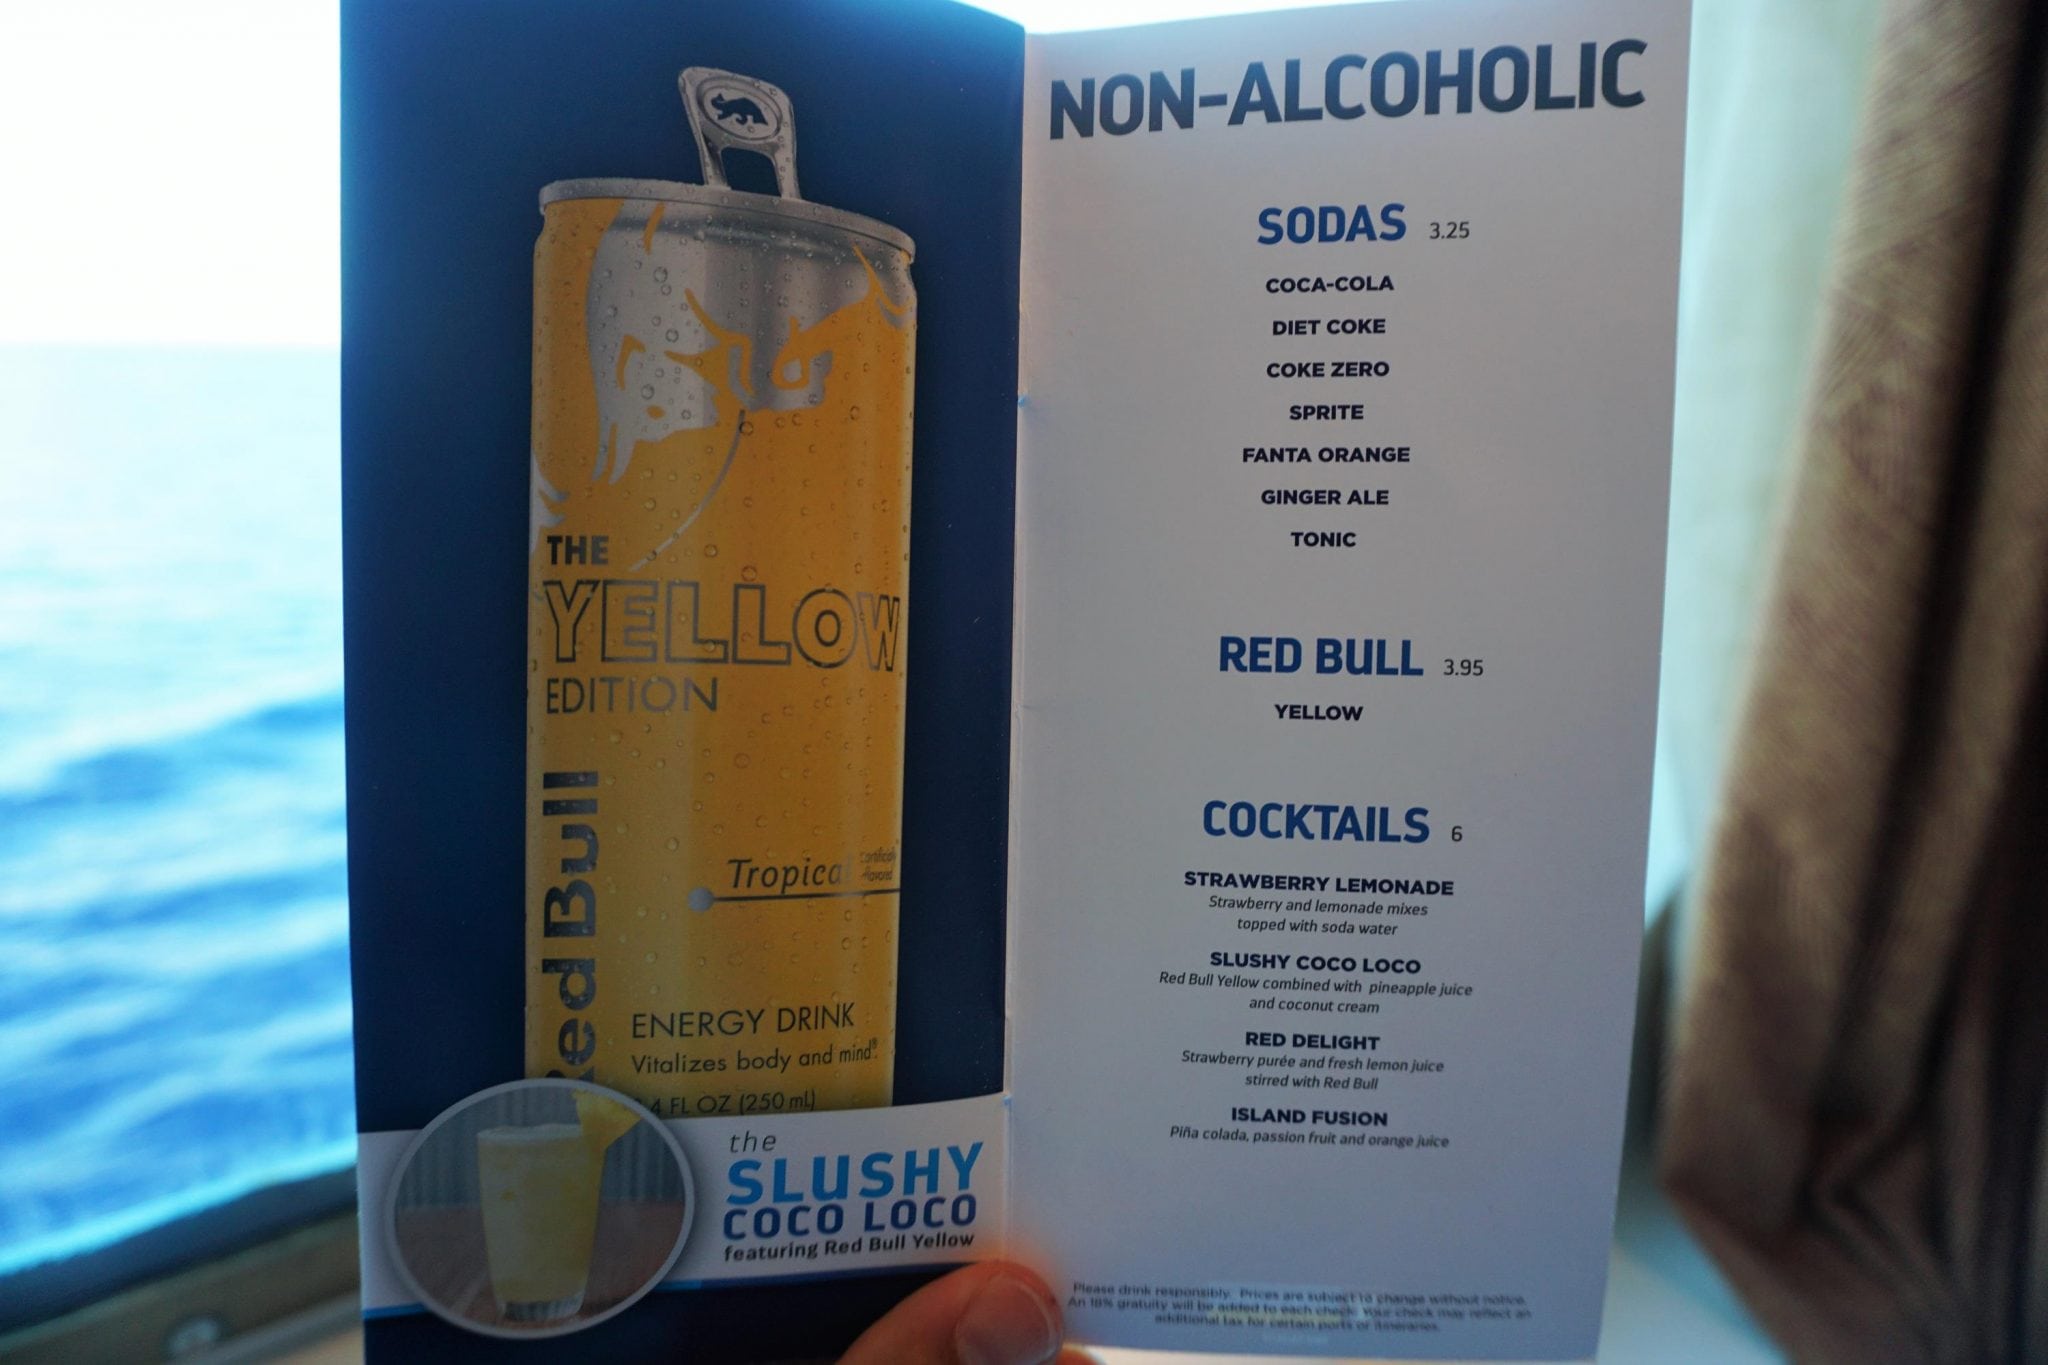 THE
YELLOW
EDITION
Red Bull
Tropical
ENERGY DRINK
Vitalizes body and mind®.
4 FL OZ (250 mL)
the
SLUSHY
COCO LOCO
featuring Red Bull Yellow
NON-ALCOHOLIC
SODAS 3.25
COCA-COLA
DIET COKE
COKE ZERO
SPRITE
FANTA ORANGE
GINGER ALE
TONIC
RED BULL 3.95
YELLOW
COCKTAILS 6
STRAWBERRY LEMONADE
Strawberry and lemonade mixes
topped with soda water
SLUSHY COCO LOCO
Red Bull Yellow combined with pineapple juice
and coconut cream
RED DELIGHT
Strawberry purée and fresh lemon juice
stirred with Red Bull
ISLAND FUSION
Piña colada, passion fruit and orange juice
Please drink responsibly. Prices are subject to change without notice.
An 18% gratuity will be added to each check. Your check may reflect an
additional tax for certain ports or itineraries.